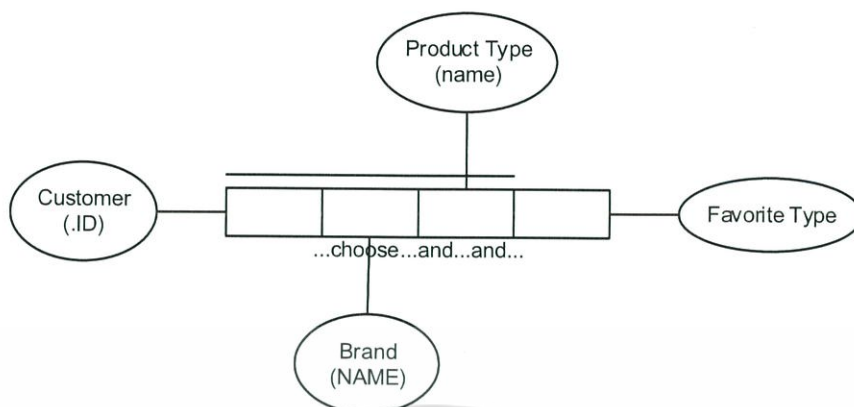 Product Type
(name)
Customer
(.ID)
Favorite Type
...choose...and...and...
Brand
(NAME)